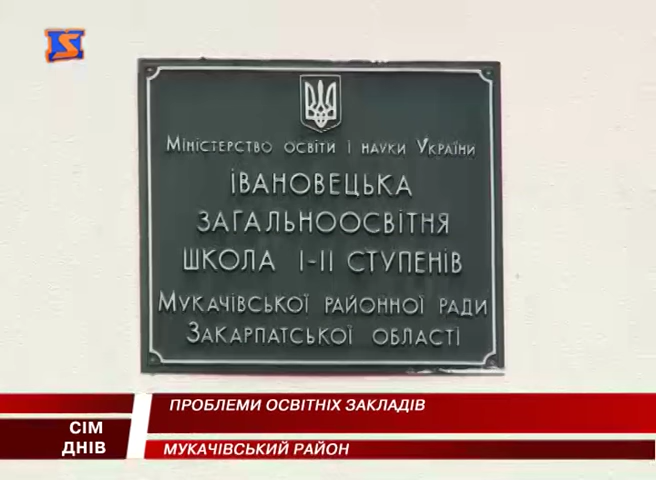 Міністерство освіти і науки України
ІВАНОВЕЦЬКА
ЗАГАЛЬНООСВІТНЯ
ШКОЛА І-ІІ СТУПЕНІВ
Мукачівської районної ради
Закарпатської області
ПРОБЛЕМИ ОСВІТНІХ ЗАКЛАДІВ
СІМ
ДНІВ
МУКАЧІВСЬКИЙ РАЙОН